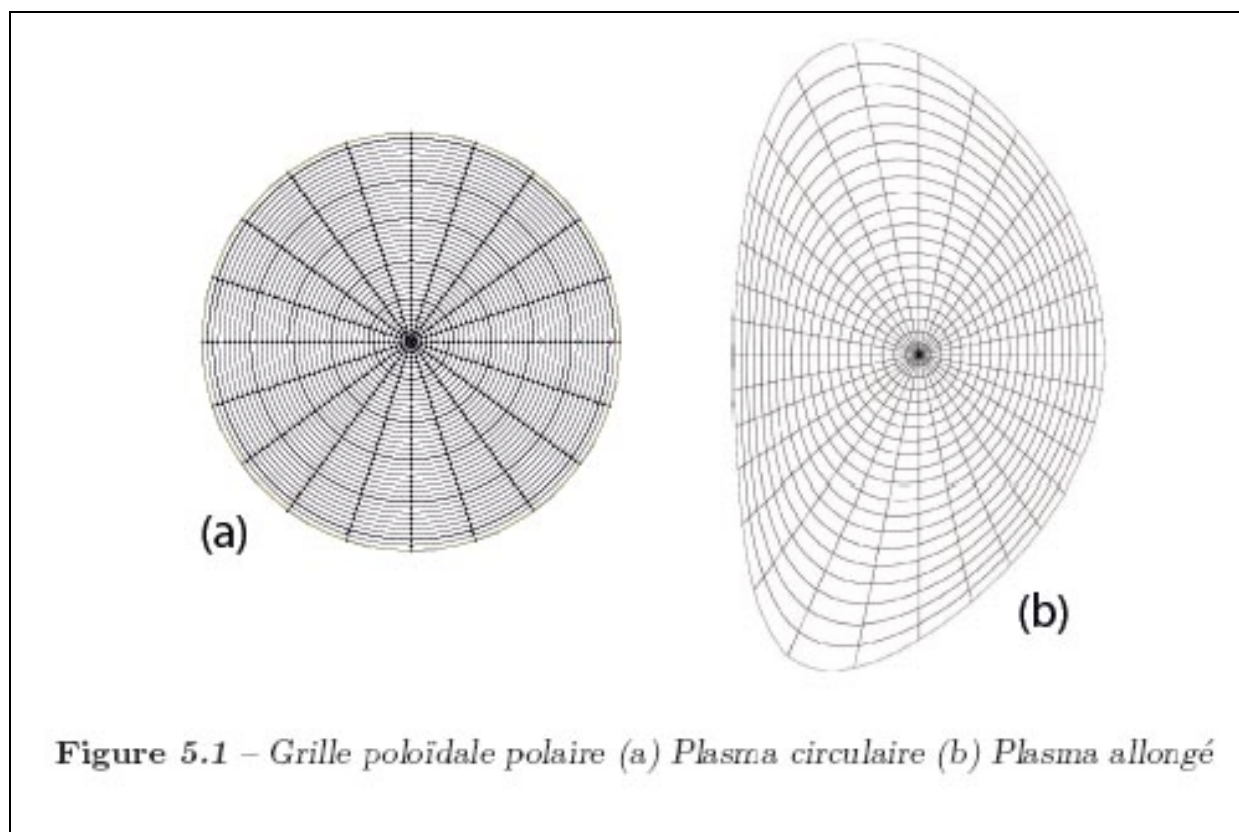 (a)
(b)
Figure 5.1 – Grille poloïdale polaire (a) Plasma circulaire (b) Plasma allongé